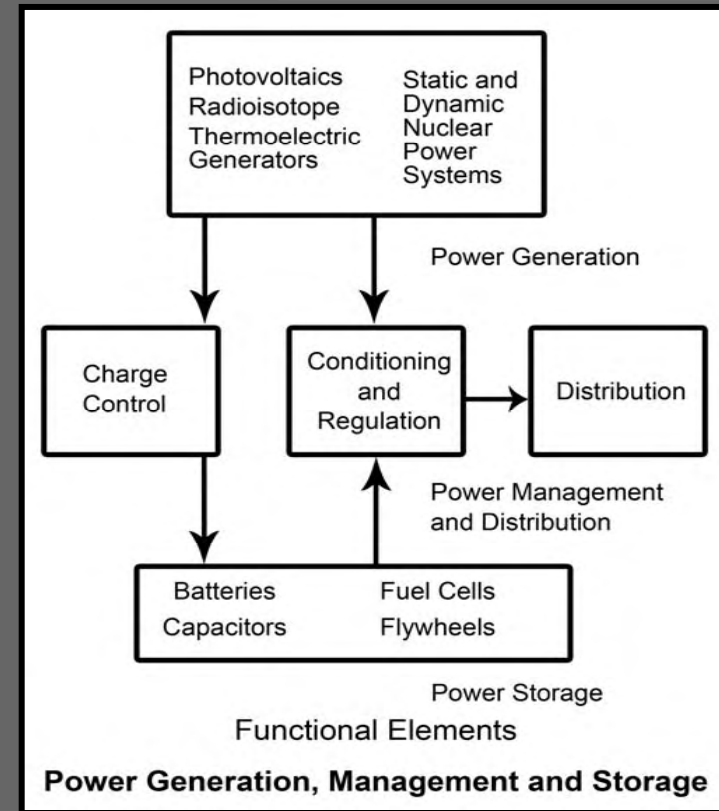 Photovoltaics
Radioisotope
Thermoelectric
Generators
Static and
Dynamic
Nuclear
Power
Systems
Power Generation
Charge
Control
Conditioning
and
Regulation
Distribution
Power Management
and Distribution
Batteries
Capacitors
Fuel Cells
Flywheels
Power Storage
Functional Elements
Power Generation, Management and Storage